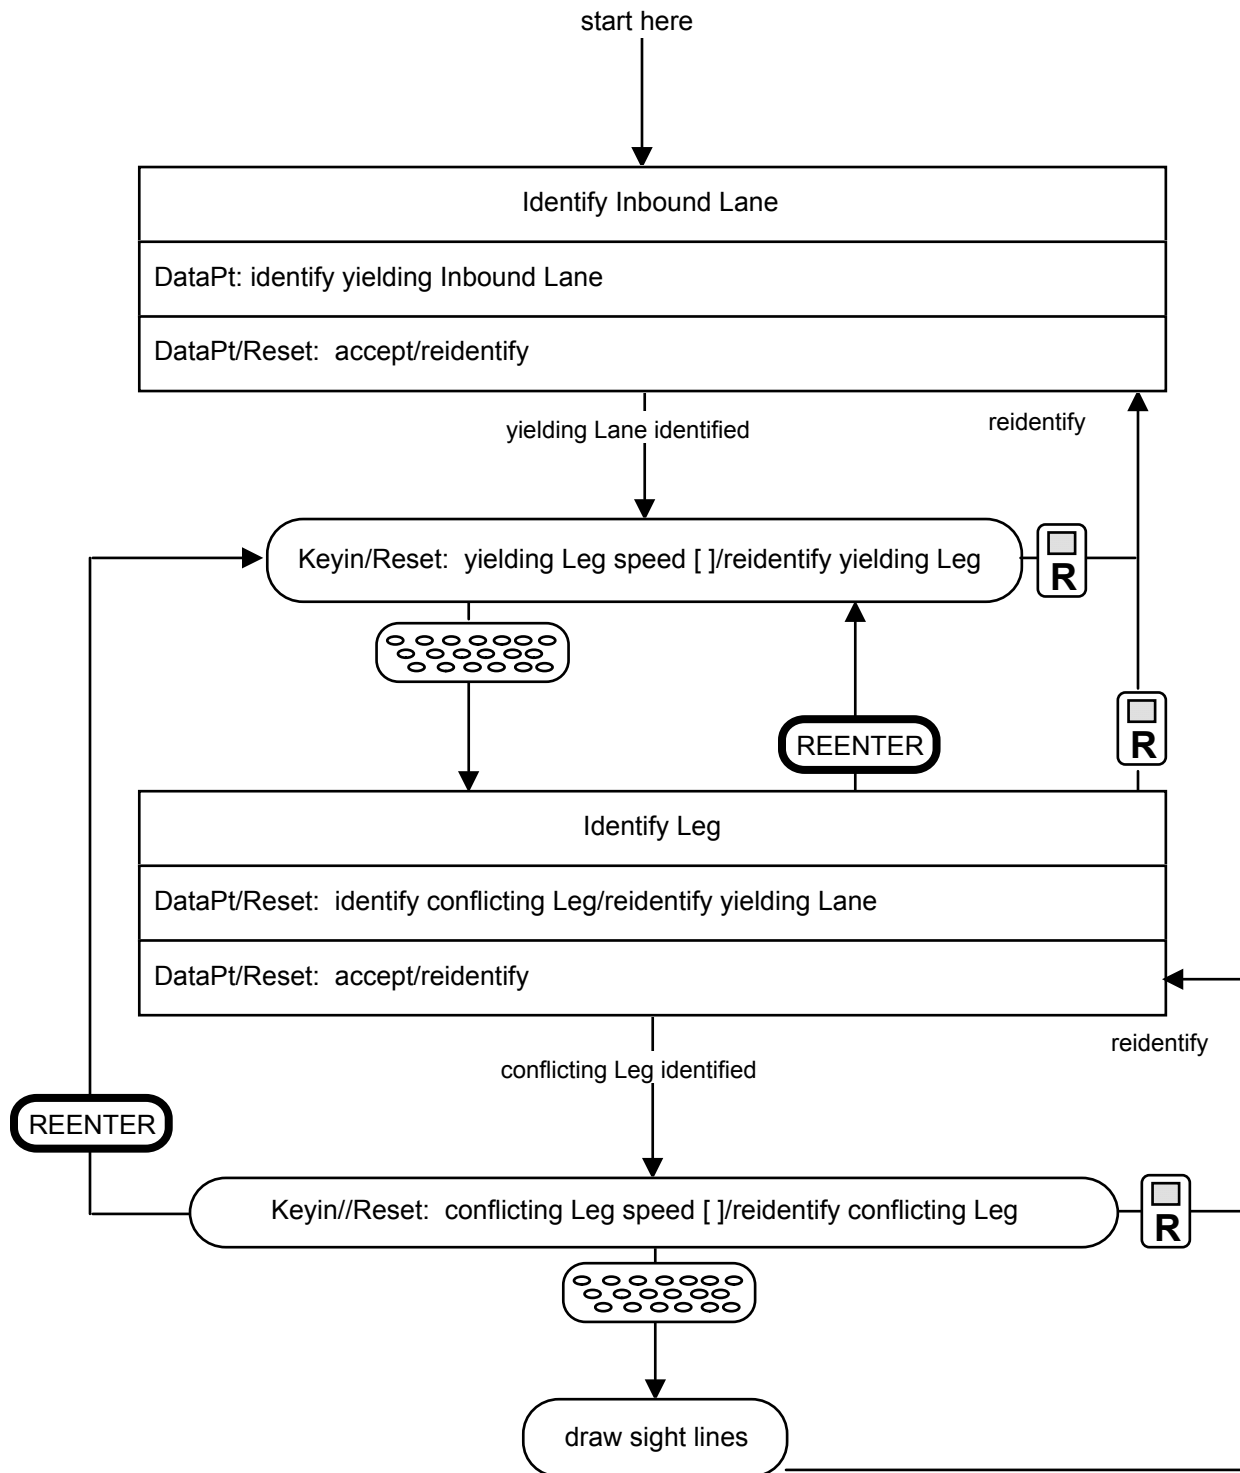 start here
Identify Inbound Lane
DataPt: identify yielding Inbound Lane
DataPt/Reset:  accept/reidentify
yielding Lane identified
reidentify
Keyin/Reset:  yielding Leg speed [ ]/reidentify yielding Leg
R
REENTER
R
Identify Leg
DataPt/Reset:  identify conflicting Leg/reidentify yielding Lane
DataPt/Reset:  accept/reidentify
conflicting Leg identified
reidentify
REENTER
Keyin//Reset:  conflicting Leg speed [ ]/reidentify conflicting Leg
R
draw sight lines